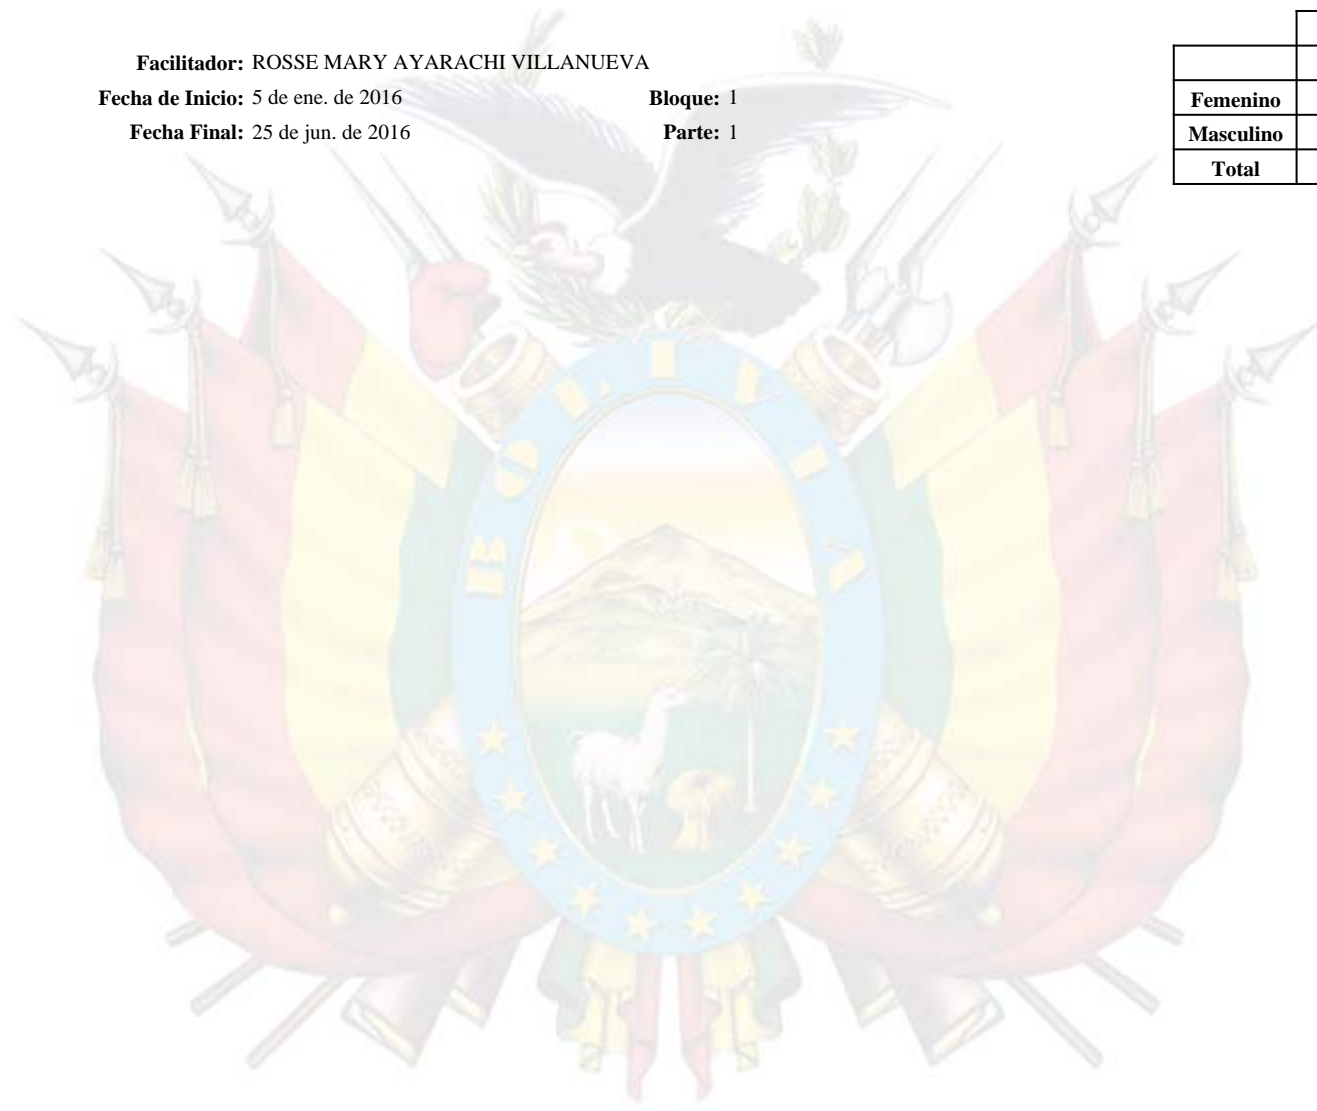 Facilitador: ROSSE MARY AYARACHI VILLANUEVA
Fecha de Inicio: 5 de ene. de 2016 Bloque: 1
Fecha Final: 25 de jun. de 2016 Parte: 1
Femenino
Masculino
Total
BOLIVIA